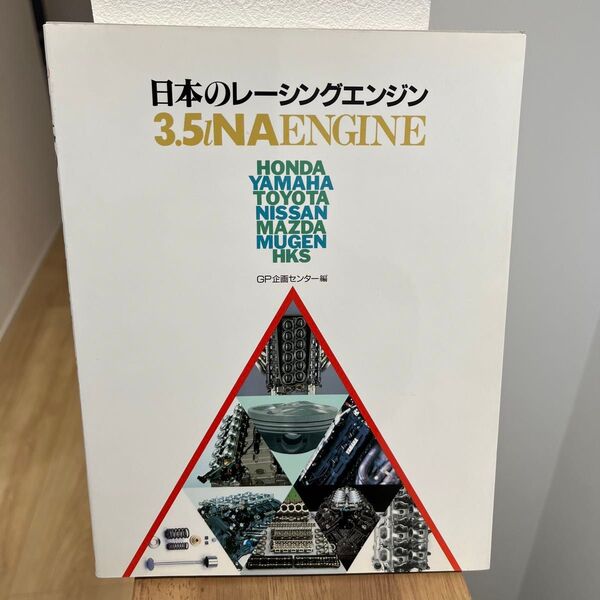 日本のレーシングエンジン
3.5lNAENGINE
HONDA
YAMAHA
TOYOTA
NISSAN
MAZDA
MUGEN
HKS
GP企画センター編